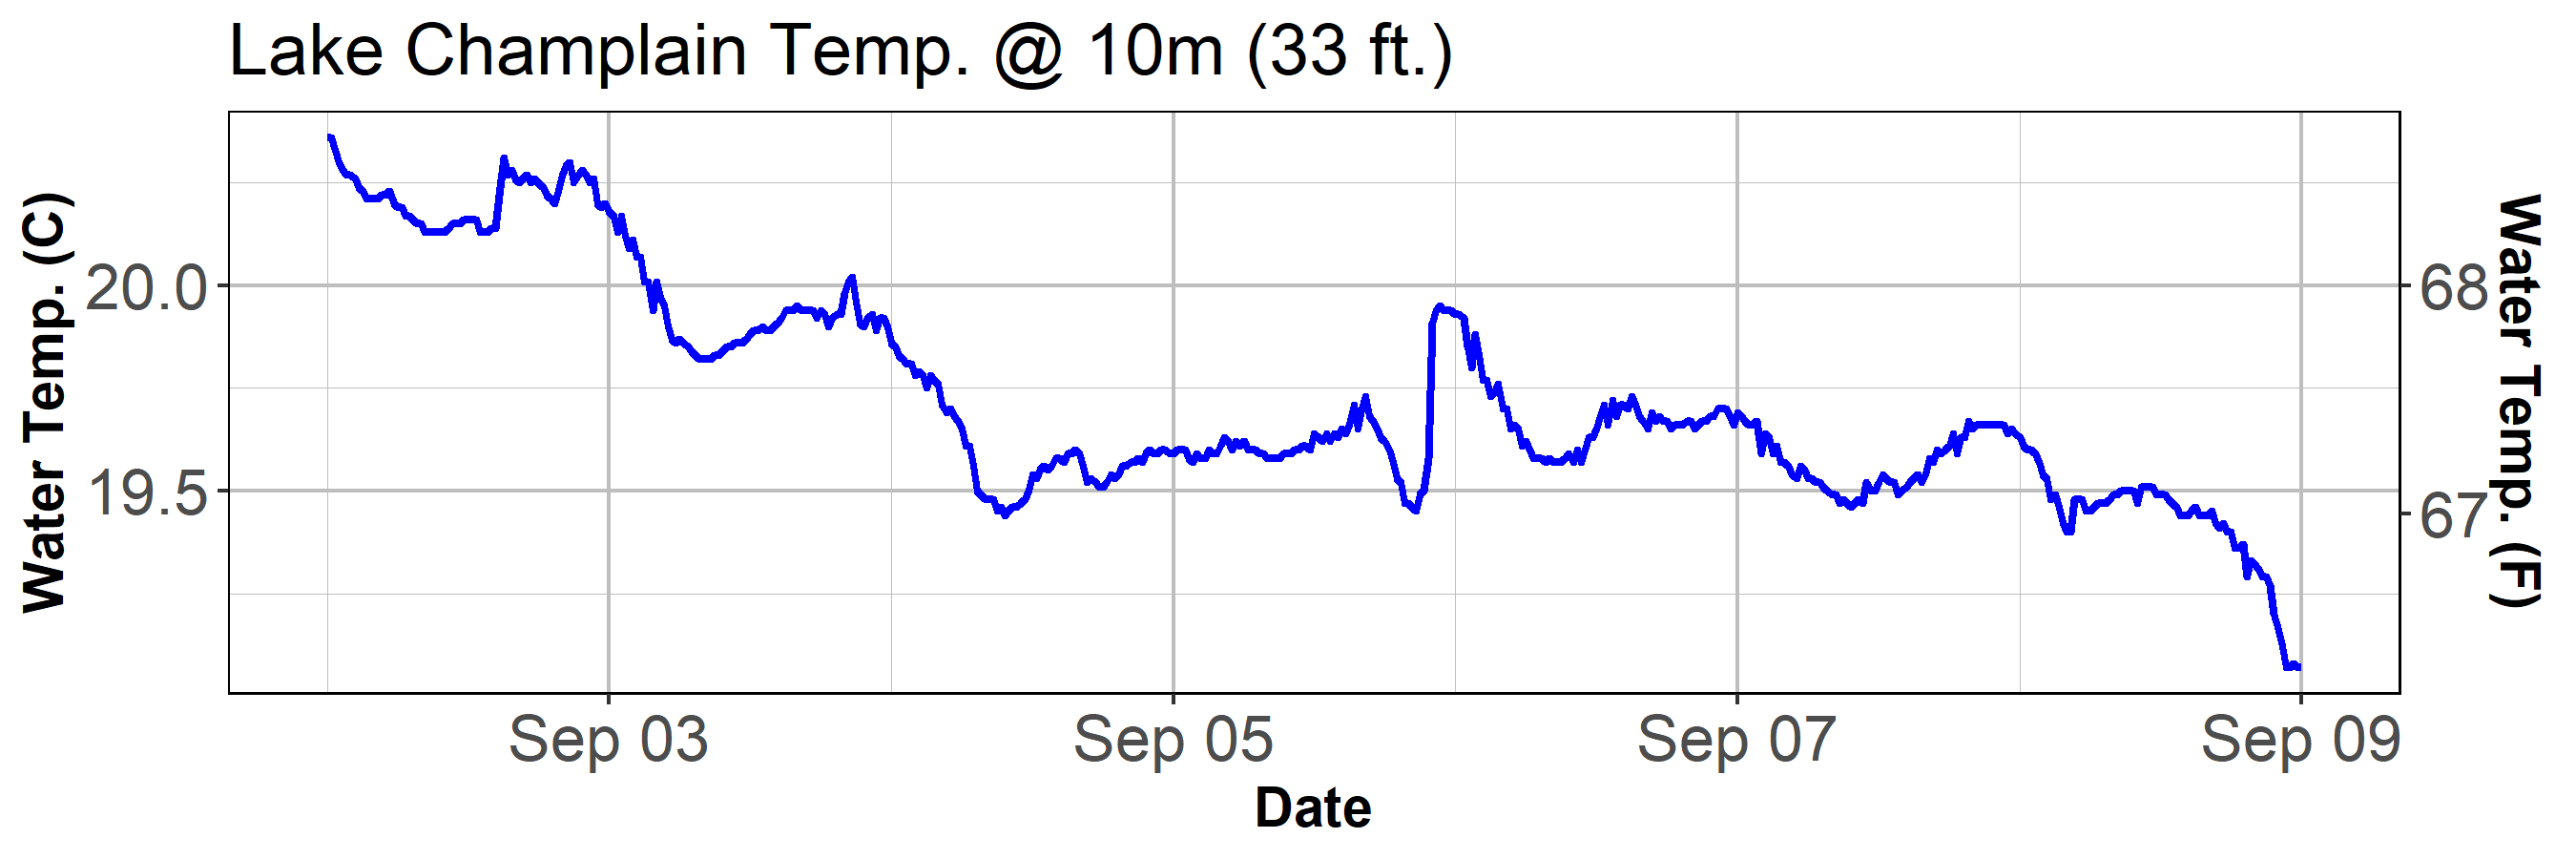 Lake Champlain Temp. @ 10m (33 ft.)
Water Temp. (C)
20.0
19.5
68
67
Water Temp. (F)
Sep 03
Sep 05
Sep 07
Sep 09
Date